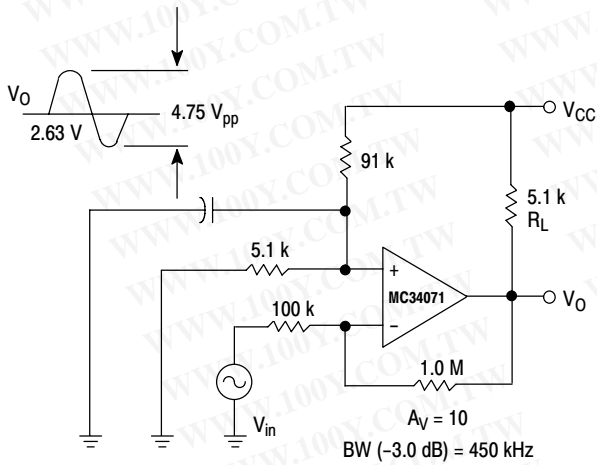 V_O
2.63 V
4.75 V_pp
V_CC
91 k
5.1 k
R_L
5.1 k
+
MC34071
V_O
100 k
−
1.0 M
V_in
A_V = 10
BW (−3.0 dB) = 450 kHz
WWW.100Y.COM.TW